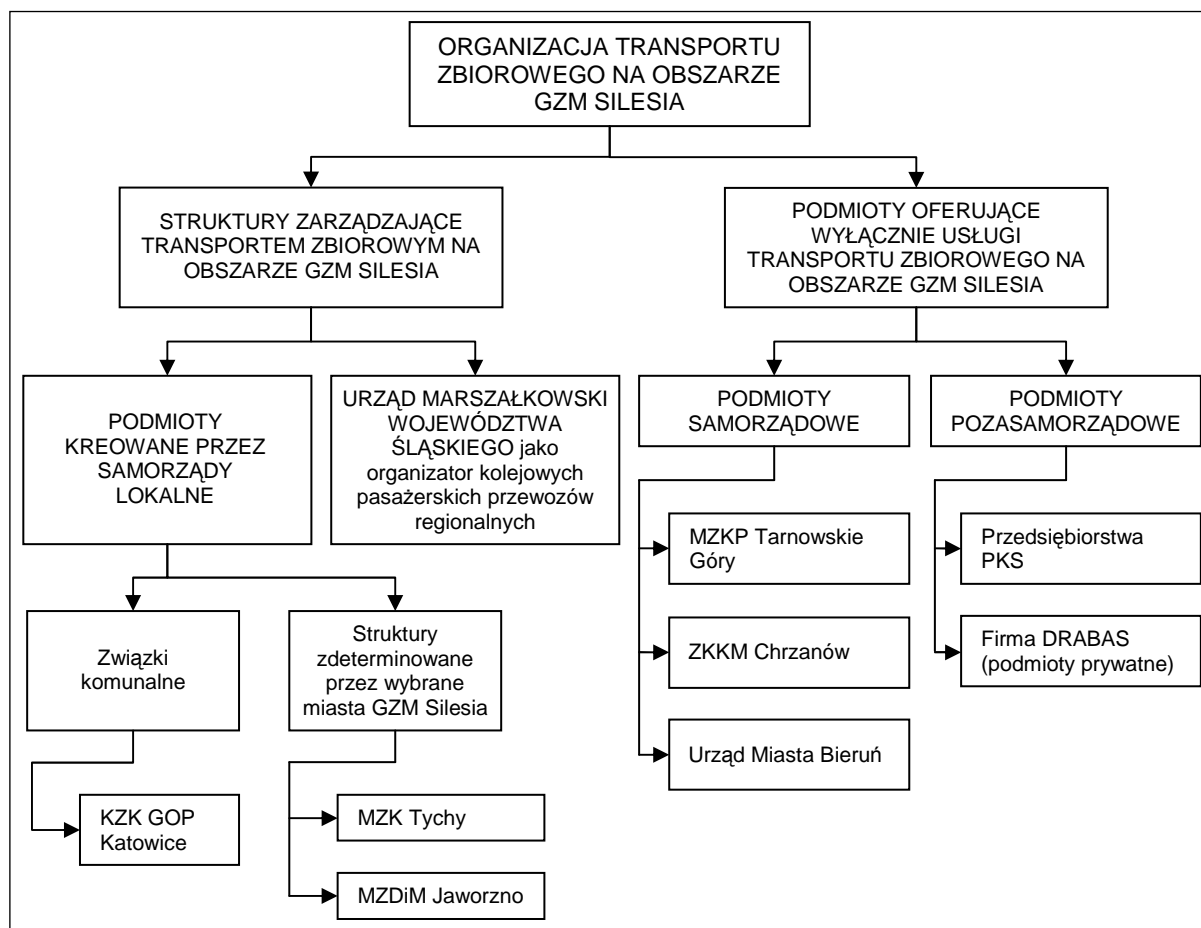 ORGANIZACJA TRANSPORTU
ZBIOROWEGO NA OBSZARZE
GZM SILESIA
STRUKTURY ZARZĄDZAJĄCE
TRANSPORTEM ZBIOROWYM NA
OBSZARZE GZM SILESIA
PODMIOTY OFERUJĄCE
WYŁĄCZNIE USŁUGI
TRANSPORTU ZBIOROWEGO NA
OBSZARZE GZM SILESIA
PODMIOTY
KREOWANE PRZEZ
SAMORZĄDY
LOKALNE
URZĄD MARSZAŁKOWSKI
WOJEWÓDZTWA
ŚLĄSKIEGO jako
organizator kolejowych
pasażerskich przewozów
regionalnych
PODMIOTY
SAMORZĄDOWE
PODMIOTY
POZASAMORZĄDOWE
MZKP Tarnowskie
Góry
Przedsiębiorstwa
PKS
Związki
komunalne
Struktury
zdeterminowane
przez wybrane
miasta GZM Silesia
ZKKM Chrzanów
Firma DRABAS
(podmioty prywatne)
Urząd Miasta Bieruń
KZK GOP
Katowice
MZK Tychy
MZDiM Jaworzno